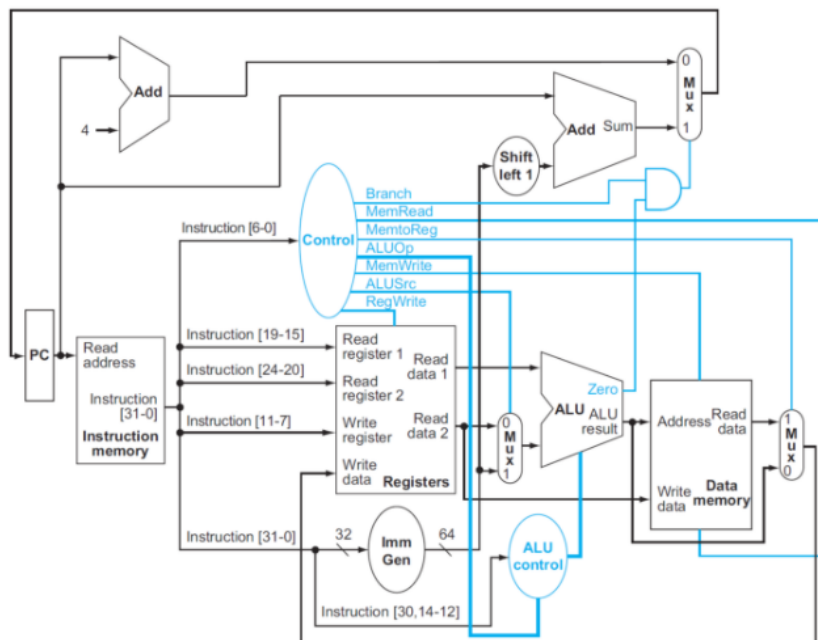 Add
4
Add Sum
0
Mux
1
Shift
left 1
Branch
MemRead
MemtoReg
ALUOp
MemWrite
ALUSrc
RegWrite
Control
Instruction [6-0]
PC
Read
address
Instruction
[31-0]
Instruction
memory
Instruction [19-15]
Instruction [24-20]
Instruction [11-7]
Instruction [31-0]
Read
register 1
Read
data 1
Read
register 2
Write
register
Read
data 2
Write
data
Registers
0
Mux
1
Zero
ALU
ALU
result
Address
Read
data
Write
data
Data
memory
1
Mux
0
32
Imm
Gen
64
ALU
control
Instruction [30,14-12]